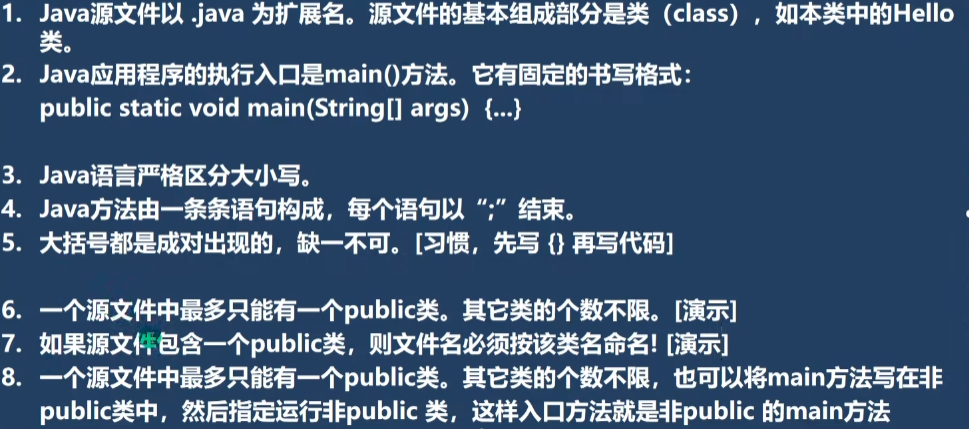 1. Java源文件以 .java 为扩展名。源文件的基本组成部分是类（class），如本类中的Hello
类。
2. Java应用程序的执行入口是main()方法。它有固定的书写格式：
public static void main(String[] args) {...}
3. Java语言严格区分大小写。
4. Java方法由一条条语句构成，每个语句以“;”结束。
5. 大括号都是成对出现的，缺一不可。[习惯，先写 {} 再写代码]
6. 一个源文件中最多只能有一个public类。其它类的个数不限。[演示]
7. 如果源文件包含一个public类，则文件名必须按该类名命名! [演示]
8. 一个源文件中最多只能有一个public类。其它类的个数不限，也可以将main方法写在非
public类中，然后指定运行非public 类，这样入口方法就是非public 的main方法